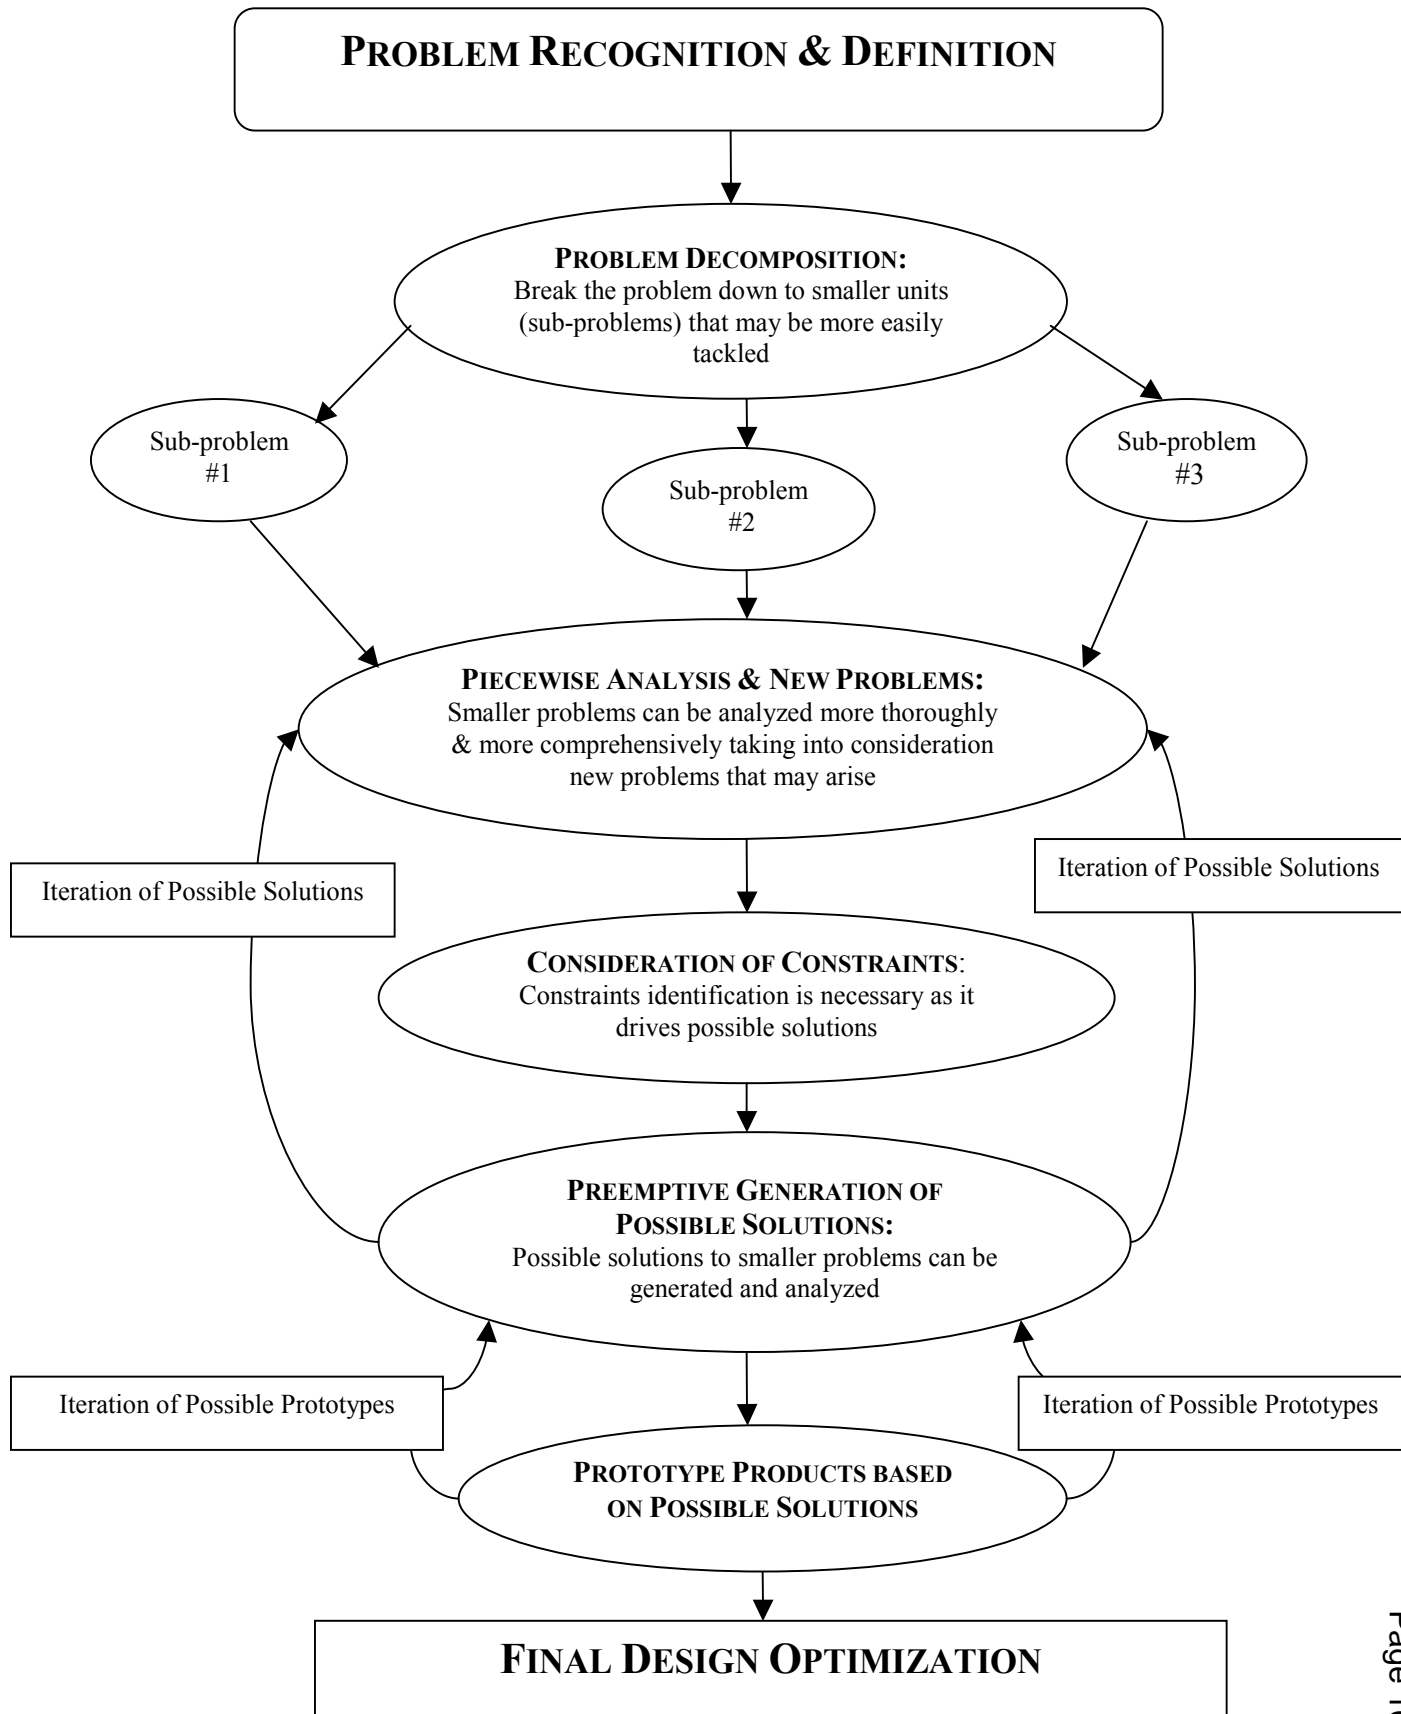 PROBLEM RECOGNITION & DEFINITION
PROBLEM DECOMPOSITION:
Break the problem down to smaller units
(sub-problems) that may be more easily
tackled
Sub-problem
#1
Sub-problem
#2
Sub-problem
#3
PIECEWISE ANALYSIS & NEW PROBLEMS:
Smaller problems can be analyzed more thoroughly
& more comprehensively taking into consideration
new problems that may arise
Iteration of Possible Solutions
Iteration of Possible Solutions
CONSIDERATION OF CONSTRAINTS:
Constraints identification is necessary as it
drives possible solutions
PREEMPTIVE GENERATION OF
POSSIBLE SOLUTIONS:
Possible solutions to smaller problems can be
generated and analyzed
Iteration of Possible Prototypes
Iteration of Possible Prototypes
PROTOTYPE PRODUCTS BASED
ON POSSIBLE SOLUTIONS
FINAL DESIGN OPTIMIZATION
Page